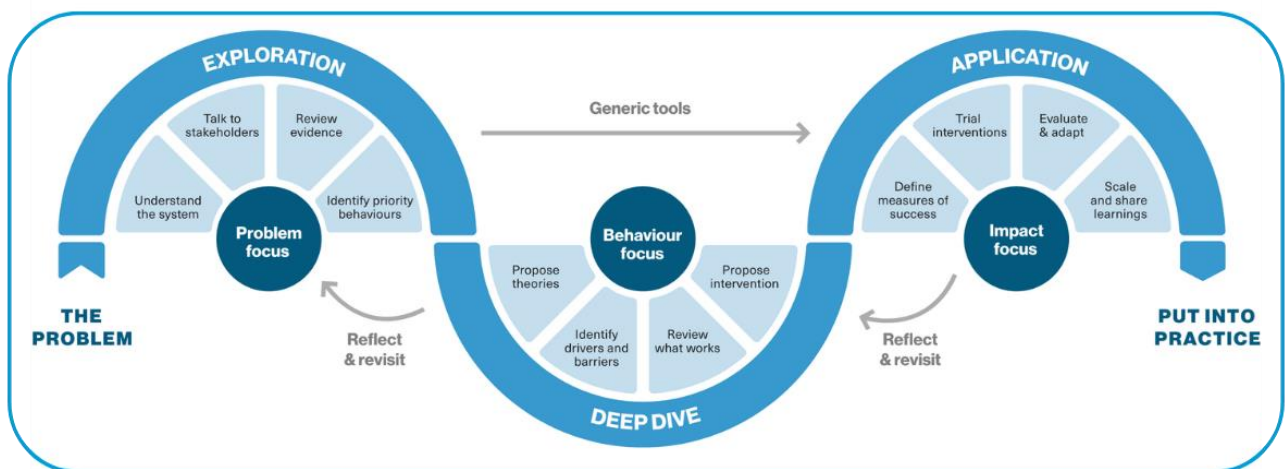 EXPLORATION
Talk to
stakeholders
Review
evidence
Understand
the system
Identify priority
behaviours
Problem
focus
THE
PROBLEM
Reflect
& revisit
Generic tools
Behaviour
focus
Propose
theories
Identify
drivers and
barriers
Review
what works
Propose
intervention
DEEP DIVE
APPLICATION
Trial
interventions
Evaluate
& adapt
Define
measures of
success
Scale
and share
learnings
Impact
focus
Reflect
& revisit
PUT INTO
PRACTICE